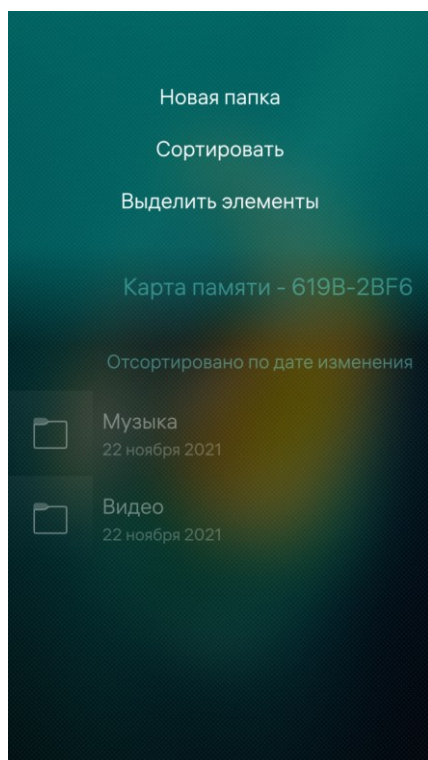 Новая папка
Сортировать
Выделить элементы
Карта памяти - 619B-2BF6
Отсортировано по дате изменения
Музыка
22 ноября 2021
Видео
22 ноября 2021